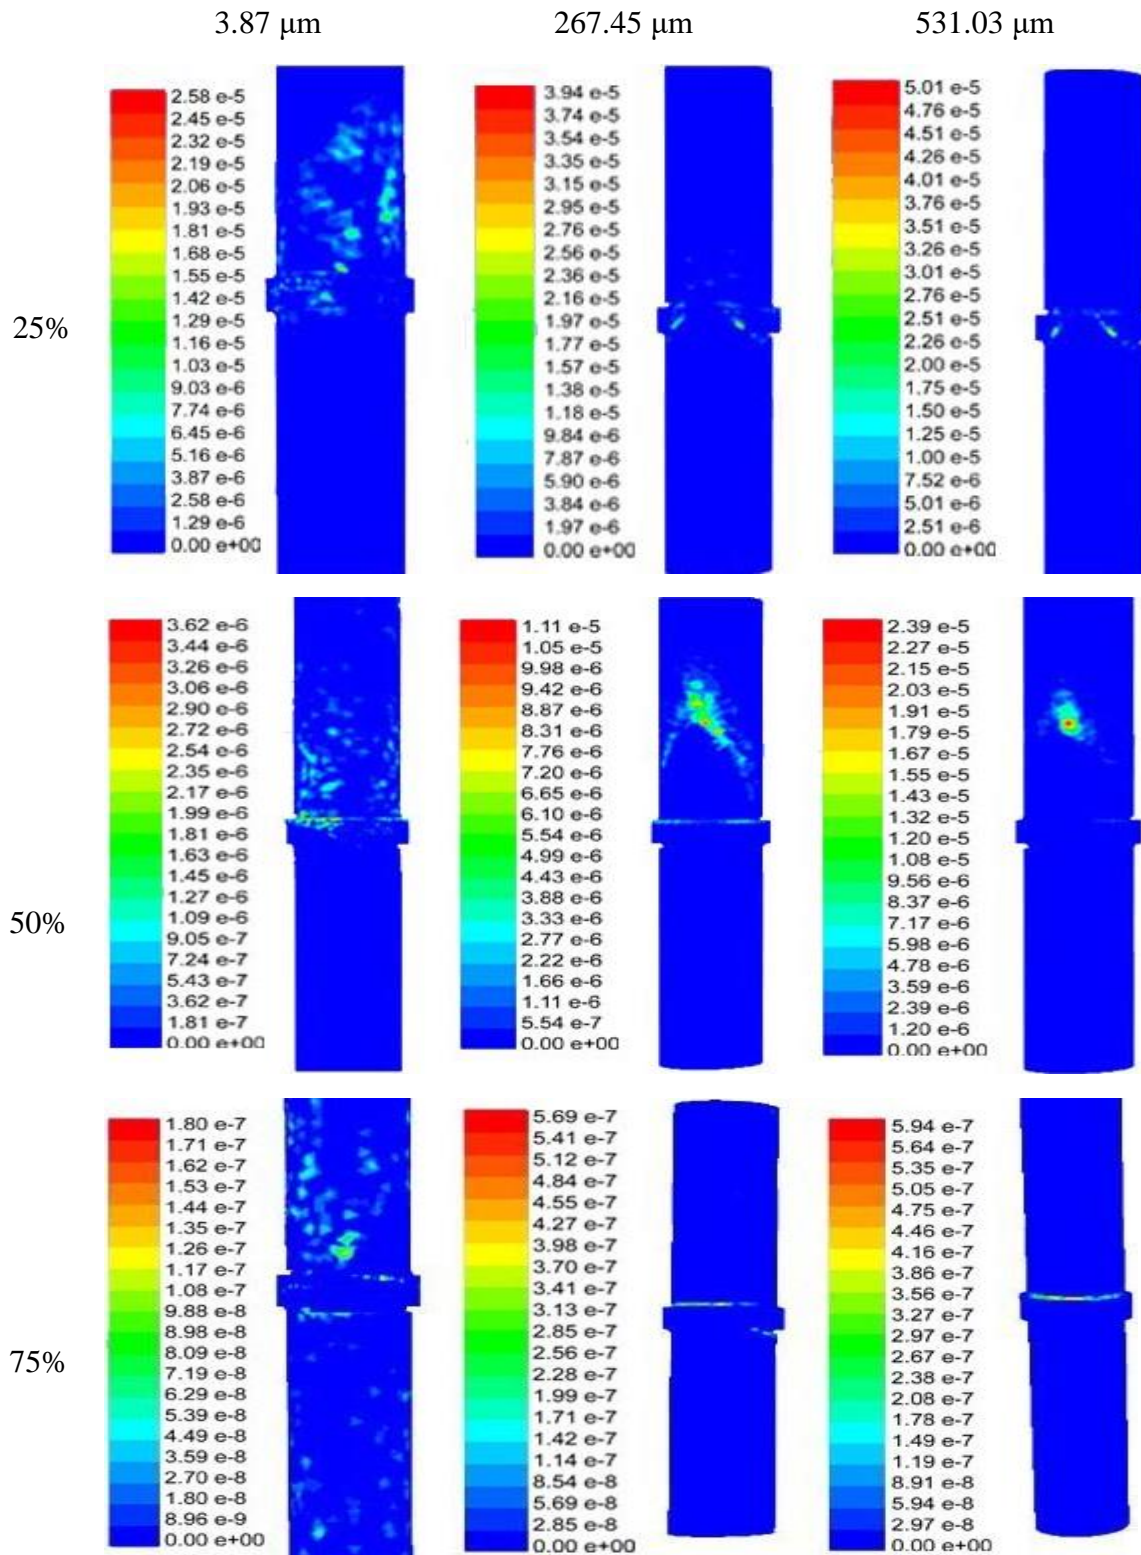 3.87 μm
267.45 μm
531.03 μm
25%
2.58 e-5
2.45 e-5
2.32 e-5
2.19 e-5
2.06 e-5
1.93 e-5
1.81 e-5
1.68 e-5
1.55 e-5
1.42 e-5
1.29 e-5
1.16 e-5
1.03 e-5
9.03 e-6
7.74 e-6
6.45 e-6
5.16 e-6
3.87 e-6
2.58 e-6
1.29 e-6
0.00 e+00
3.94 e-5
3.74 e-5
3.54 e-5
3.35 e-5
3.15 e-5
2.95 e-5
2.76 e-5
2.56 e-5
2.36 e-5
2.16 e-5
1.97 e-5
1.77 e-5
1.57 e-5
1.38 e-5
1.18 e-5
9.84 e-6
7.87 e-6
5.90 e-6
3.84 e-6
1.97 e-6
0.00 e+00
5.01 e-5
4.76 e-5
4.51 e-5
4.26 e-5
4.01 e-5
3.76 e-5
3.51 e-5
3.26 e-5
3.01 e-5
2.76 e-5
2.51 e-5
2.26 e-5
2.00 e-5
1.75 e-5
1.50 e-5
1.25 e-5
1.00 e-5
7.52 e-6
5.01 e-6
2.51 e-6
0.00 e+00
50%
3.62 e-6
3.44 e-6
3.26 e-6
3.06 e-6
2.90 e-6
2.72 e-6
2.54 e-6
2.35 e-6
2.17 e-6
1.99 e-6
1.81 e-6
1.63 e-6
1.45 e-6
1.27 e-6
1.09 e-6
9.05 e-7
7.24 e-7
5.43 e-7
3.62 e-7
1.81 e-7
0.00 e+00
1.11 e-5
1.05 e-5
9.98 e-6
9.42 e-6
8.87 e-6
8.31 e-6
7.76 e-6
7.20 e-6
6.65 e-6
6.10 e-6
5.54 e-6
4.99 e-6
4.43 e-6
3.88 e-6
3.33 e-6
2.77 e-6
2.22 e-6
1.66 e-6
1.11 e-6
5.54 e-7
0.00 e+00
2.39 e-5
2.27 e-5
2.15 e-5
2.03 e-5
1.91 e-5
1.79 e-5
1.67 e-5
1.55 e-5
1.43 e-5
1.32 e-5
1.20 e-5
1.08 e-5
9.56 e-6
8.37 e-6
7.17 e-6
5.98 e-6
4.78 e-6
3.59 e-6
2.39 e-6
1.20 e-6
0.00 e+00
75%
1.80 e-7
1.71 e-7
1.62 e-7
1.53 e-7
1.44 e-7
1.35 e-7
1.26 e-7
1.17 e-7
1.08 e-7
9.88 e-8
8.98 e-8
8.09 e-8
7.19 e-8
6.29 e-8
5.39 e-8
4.49 e-8
3.59 e-8
2.70 e-8
1.80 e-8
8.96 e-9
0.00 e+00
5.69 e-7
5.41 e-7
5.12 e-7
4.84 e-7
4.55 e-7
4.27 e-7
3.98 e-7
3.70 e-7
3.41 e-7
3.13 e-7
2.85 e-7
2.56 e-7
2.28 e-7
1.99 e-7
1.71 e-7
1.42 e-7
1.14 e-7
8.54 e-8
5.69 e-8
2.85 e-8
0.00 e+00
5.94 e-7
5.64 e-7
5.35 e-7
5.05 e-7
4.75 e-7
4.46 e-7
4.16 e-7
3.86 e-7
3.56 e-7
3.27 e-7
2.97 e-7
2.67 e-7
2.38 e-7
2.08 e-7
1.78 e-7
1.49 e-7
1.19 e-7
8.91 e-8
5.94 e-8
2.97 e-8
0.00 e+00